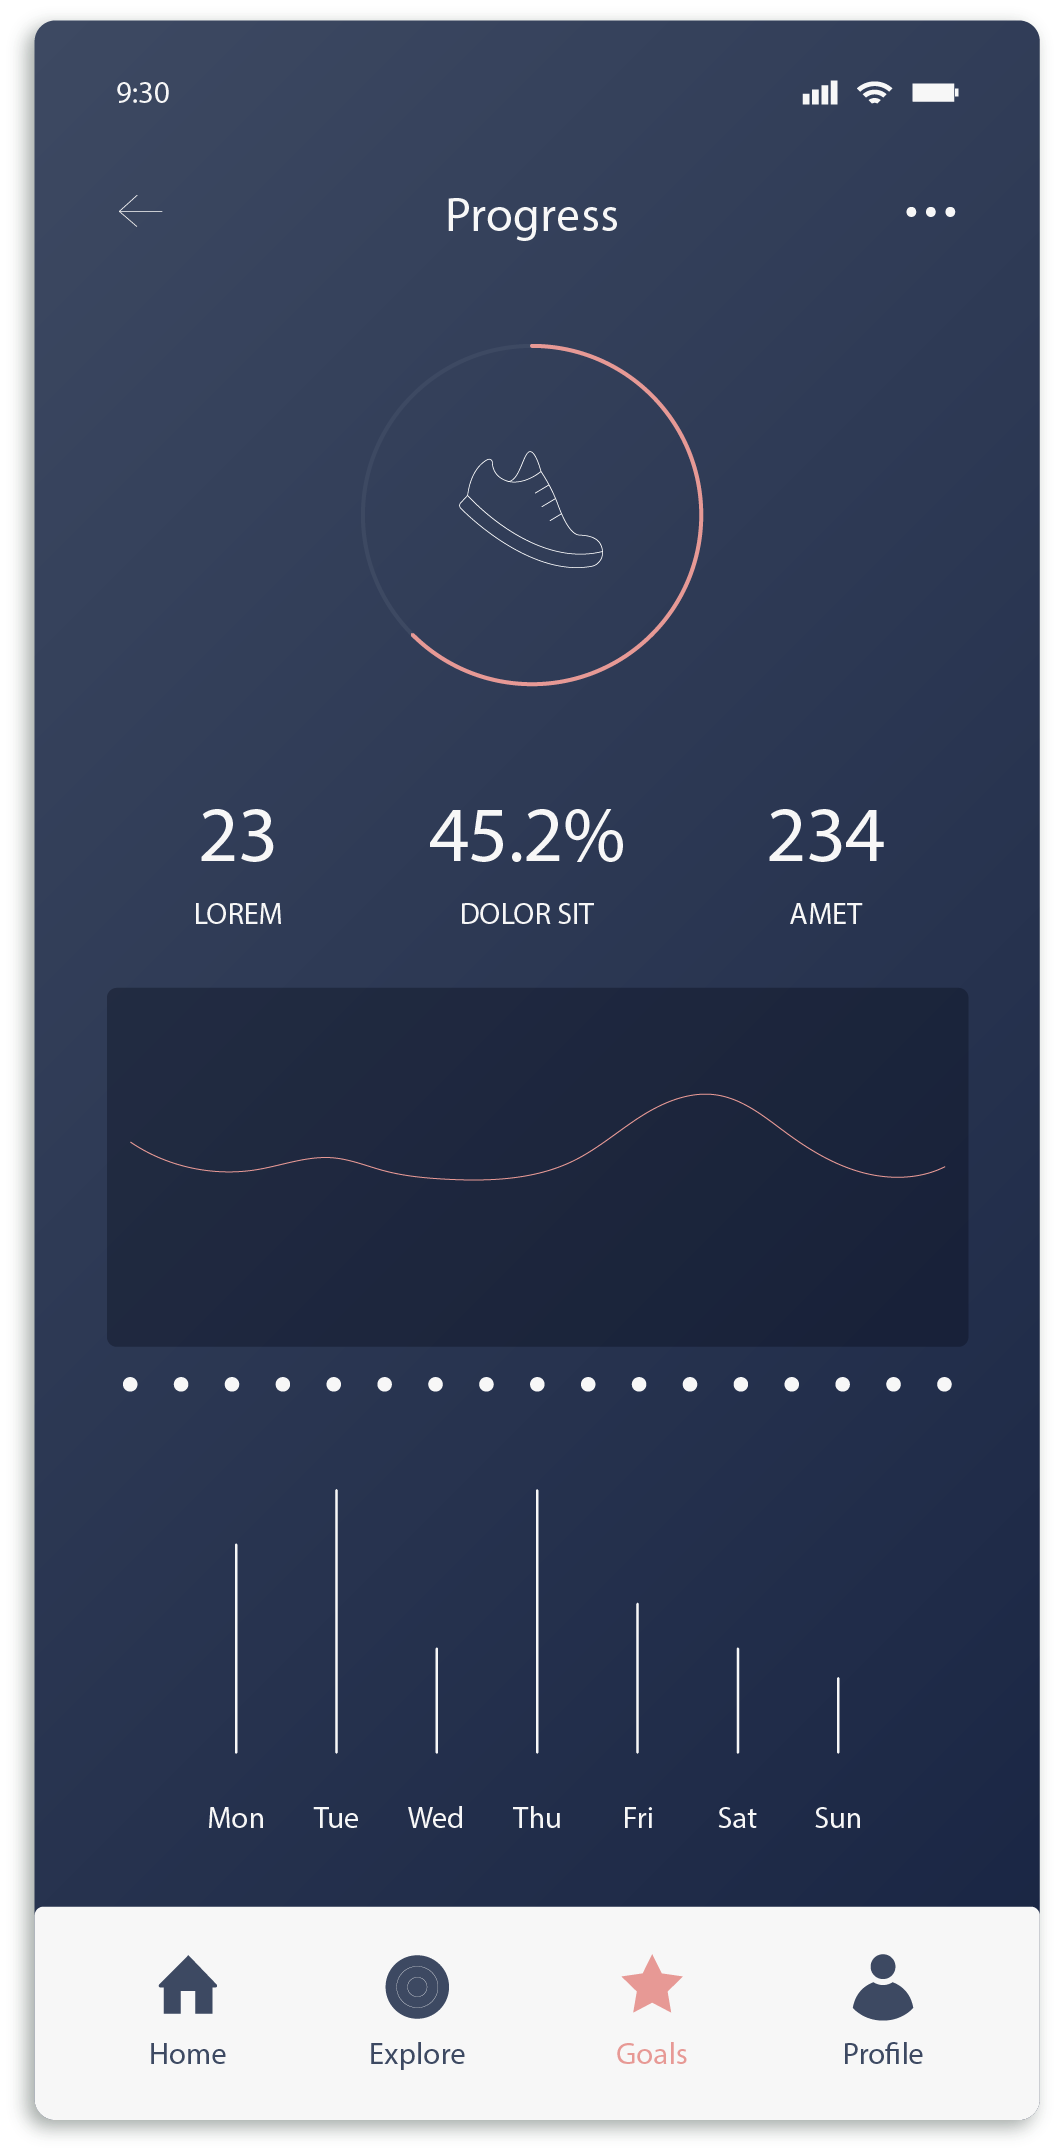 9:30
Progress
23 45.2% 234
LOREM DOLOR SIT AMET
Mon Tue Wed Thu Fri Sat Sun
Home Explore Goals Profile